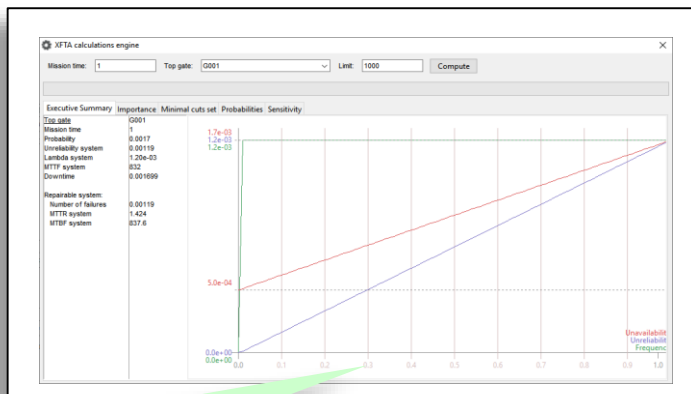 XFTA calculations engine
Mission time: 1 Top gate: G001 Limit: 1000 Compute
Executive Summary Importance Minimal cuts set Probabilities Sensitivity
Top gate G001
Mission time 1
Probability 0.0017
Unreliability system 0.00119
Lambda system 1.20e-03
MTTF system 832
Downtime 0.001699
Repairable system:
Number of failures 0.00119
MTTR system 1.424
MTBF system 837.6
1.7e-03
1.2e-03
1.2e-03
5.0e-04
Unavailabilit
Unreliabilit
Frequenc
0.0e+00
0.0e+00
0.0 0.1 0.2 0.3 0.4 0.5 0.6 0.7 0.8 0.9 1.0